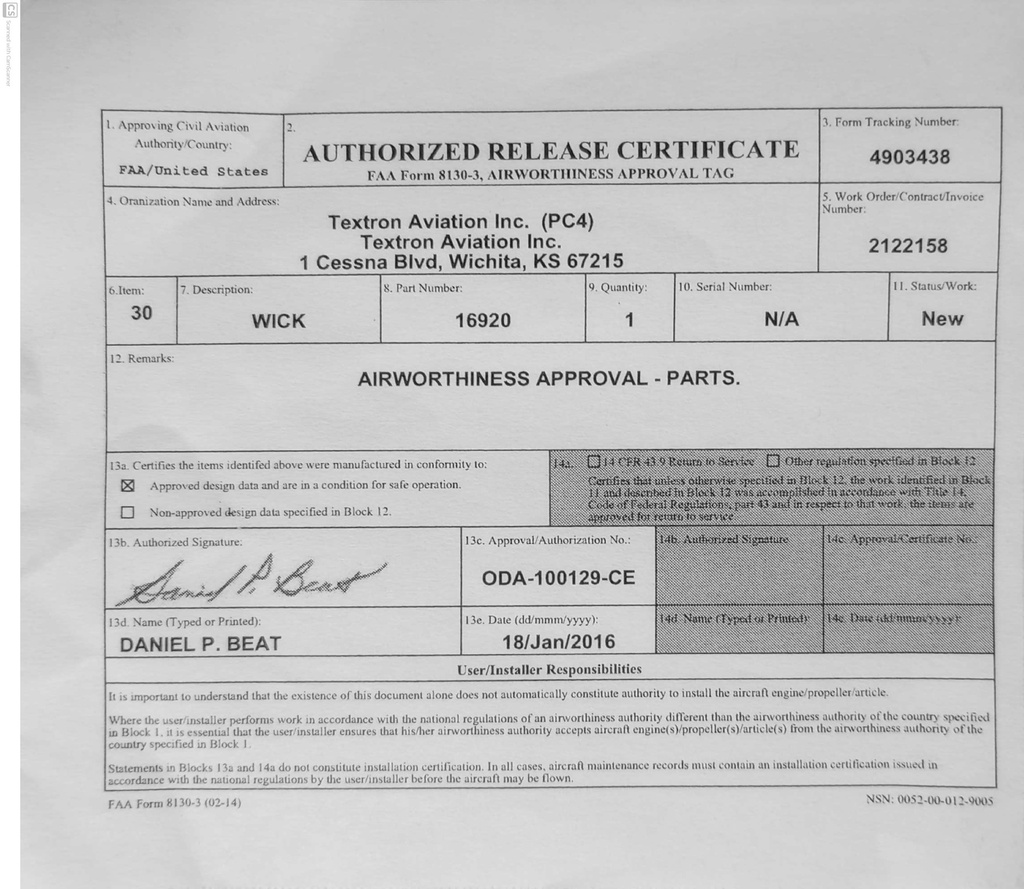 CS Scanned with CamScanner
1. Approving Civil Aviation
Authority/Country:
FAA/United States
2.
AUTHORIZED RELEASE CERTIFICATE
FAA Form 8130-3, AIRWORTHINESS APPROVAL TAG
3. Form Tracking Number:
4903438
4. Oranization Name and Address:
Textron Aviation Inc. (PC4)
Textron Aviation Inc.
1 Cessna Blvd, Wichita, KS 67215
5. Work Order/Contract/Invoice
Number:
2122158
6.Item:
30
7. Description:
WICK
8. Part Number:
16920
9. Quantity:
1
10. Serial Number:
N/A
11. Status/Work:
New
12. Remarks:
AIRWORTHINESS APPROVAL - PARTS.
13a. Certifies the items identifed above were manufactured in conformity to:
Approved design data and are in a condition for safe operation.
Non-approved design data specified in Block 12.
14a. 14 CFR 43.9 Return to Service Other regulation specified in Block 12
Certifies that unless otherwise specified in Block 12, the work identified in Block
11 and described in Block 12 was accomplished in accordance with Title 14,
Code of Federal Regulations, part 43 and in respect to that work, the items are
approved for return to service
13b. Authorized Signature:
Daniel P. Beat
13c. Approval/Authorization No.:
ODA-100129-CE
14b. Authorized Signature
14c. Approval/Certificate No.:
13d. Name (Typed or Printed):
DANIEL P. BEAT
13e. Date (dd/mmm/yyyy):
18/Jan/2016
14d. Name (Typed or Printed):
14e. Date (dd/mmm/yyyy):
User/Installer Responsibilities
It is important to understand that the existence of this document alone does not automatically constitute authority to install the aircraft engine/propeller/article.
Where the user/installer performs work in accordance with the national regulations of an airworthiness authority different than the airworthiness authority of the country specified
in Block 1, it is essential that the user/installer ensures that his/her airworthiness authority accepts aircraft engine(s)/propeller(s)/article(s) from the airworthiness authority of the
country specified in Block 1.
Statements in Blocks 13a and 14a do not constitute installation certification. In all cases, aircraft maintenance records must contain an installation certification issued in
accordance with the national regulations by the user/installer before the aircraft may be flown.
FAA Form 8130-3 (02-14)
NSN: 0052-00-012-9005